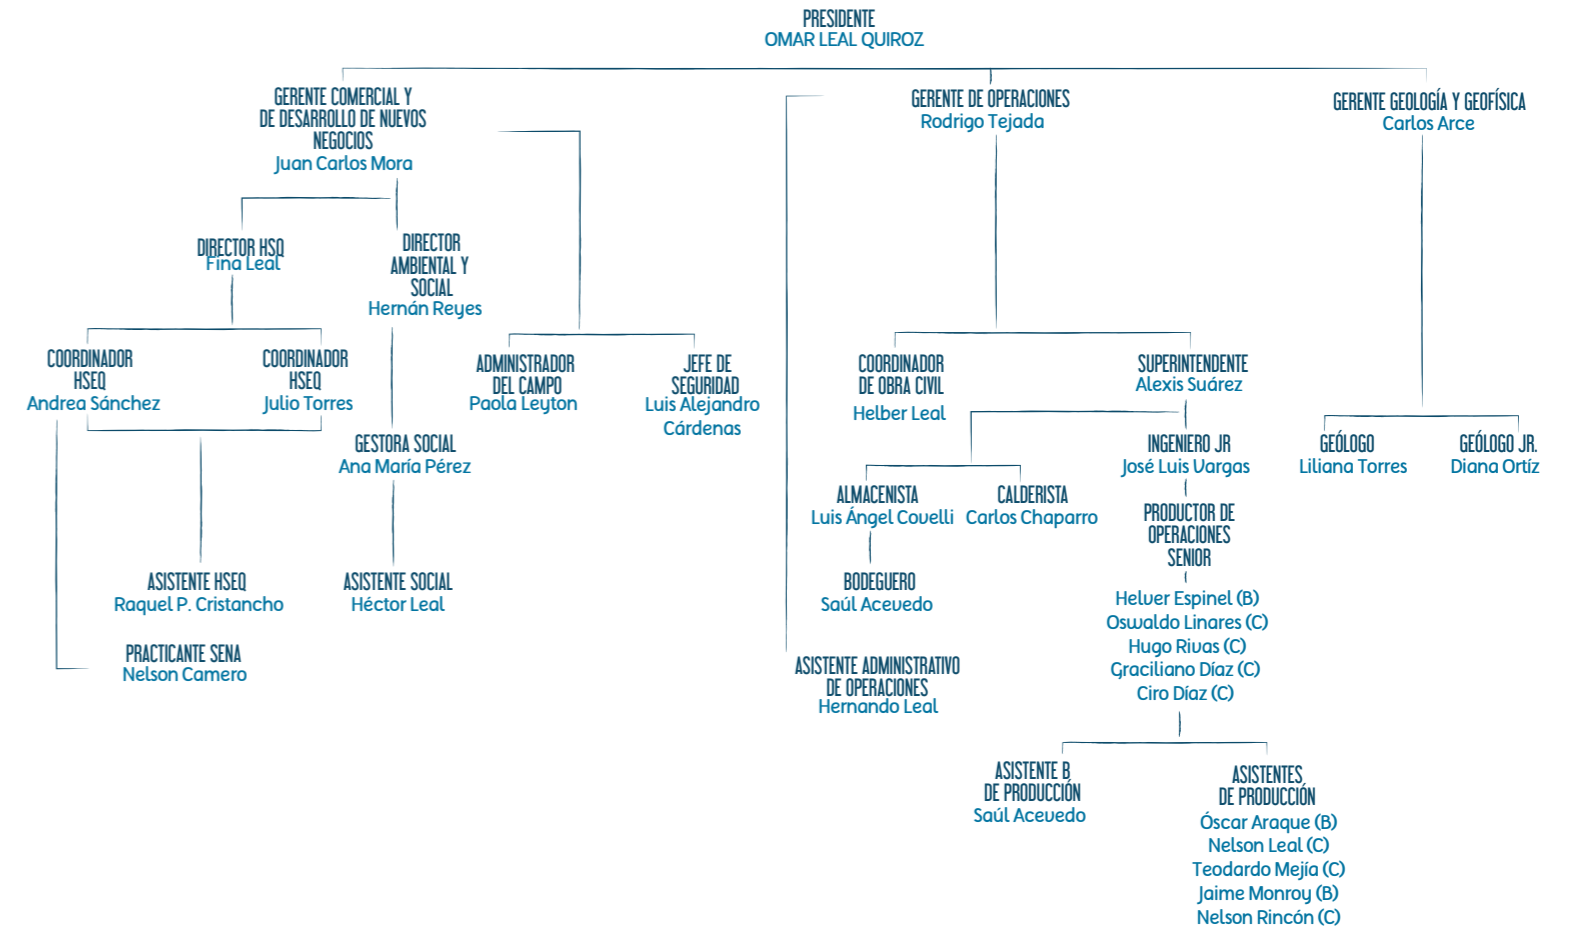 PRESIDENTE
OMAR LEAL QUIROZ
GERENTE COMERCIAL Y
DE DESARROLLO DE NUEVOS
NEGOCIOS
Juan Carlos Mora
GERENTE DE OPERACIONES
Rodrigo Tejada
GERENTE GEOLOGÍA Y GEOFÍSICA
Carlos Arce
DIRECTOR HSQ
Fina Leal
DIRECTOR
AMBIENTAL Y
SOCIAL
Hernán Reyes
COORDINADOR
HSEQ
Andrea Sánchez
COORDINADOR
HSEQ
Julio Torres
ADMINISTRADOR
DEL CAMPO
Paola Leyton
JEFE DE
SEGURIDAD
Luis Alejandro
Cárdenas
COORDINADOR
DE OBRA CIVIL
Helber Leal
SUPERINTENDENTE
Alexis Suárez
GESTORA SOCIAL
Ana María Pérez
INGENIERO JR
José Luis Vargas
GEÓLOGO
Liliana Torres
GEÓLOGO JR.
Diana Ortíz
ALMACENISTA
Luis Ángel Covelli
CALDERISTA
Carlos Chaparro
PRODUCTOR DE
OPERACIONES
SENIOR
Helver Espinel (B)
Oswaldo Linares (C)
Hugo Rivas (C)
Graciliano Díaz (C)
Ciro Díaz (C)
ASISTENTE HSEQ
Raquel P. Cristancho
ASISTENTE SOCIAL
Héctor Leal
BODEGUERO
Saúl Acevedo
PRACTICANTE SENA
Nelson Camero
ASISTENTE ADMINISTRATIVO
DE OPERACIONES
Hernando Leal
ASISTENTE B
DE PRODUCCIÓN
Saúl Acevedo
ASISTENTES
DE PRODUCCIÓN
Óscar Araque (B)
Nelson Leal (C)
Teodardo Mejía (C)
Jaime Monroy (B)
Nelson Rincón (C)